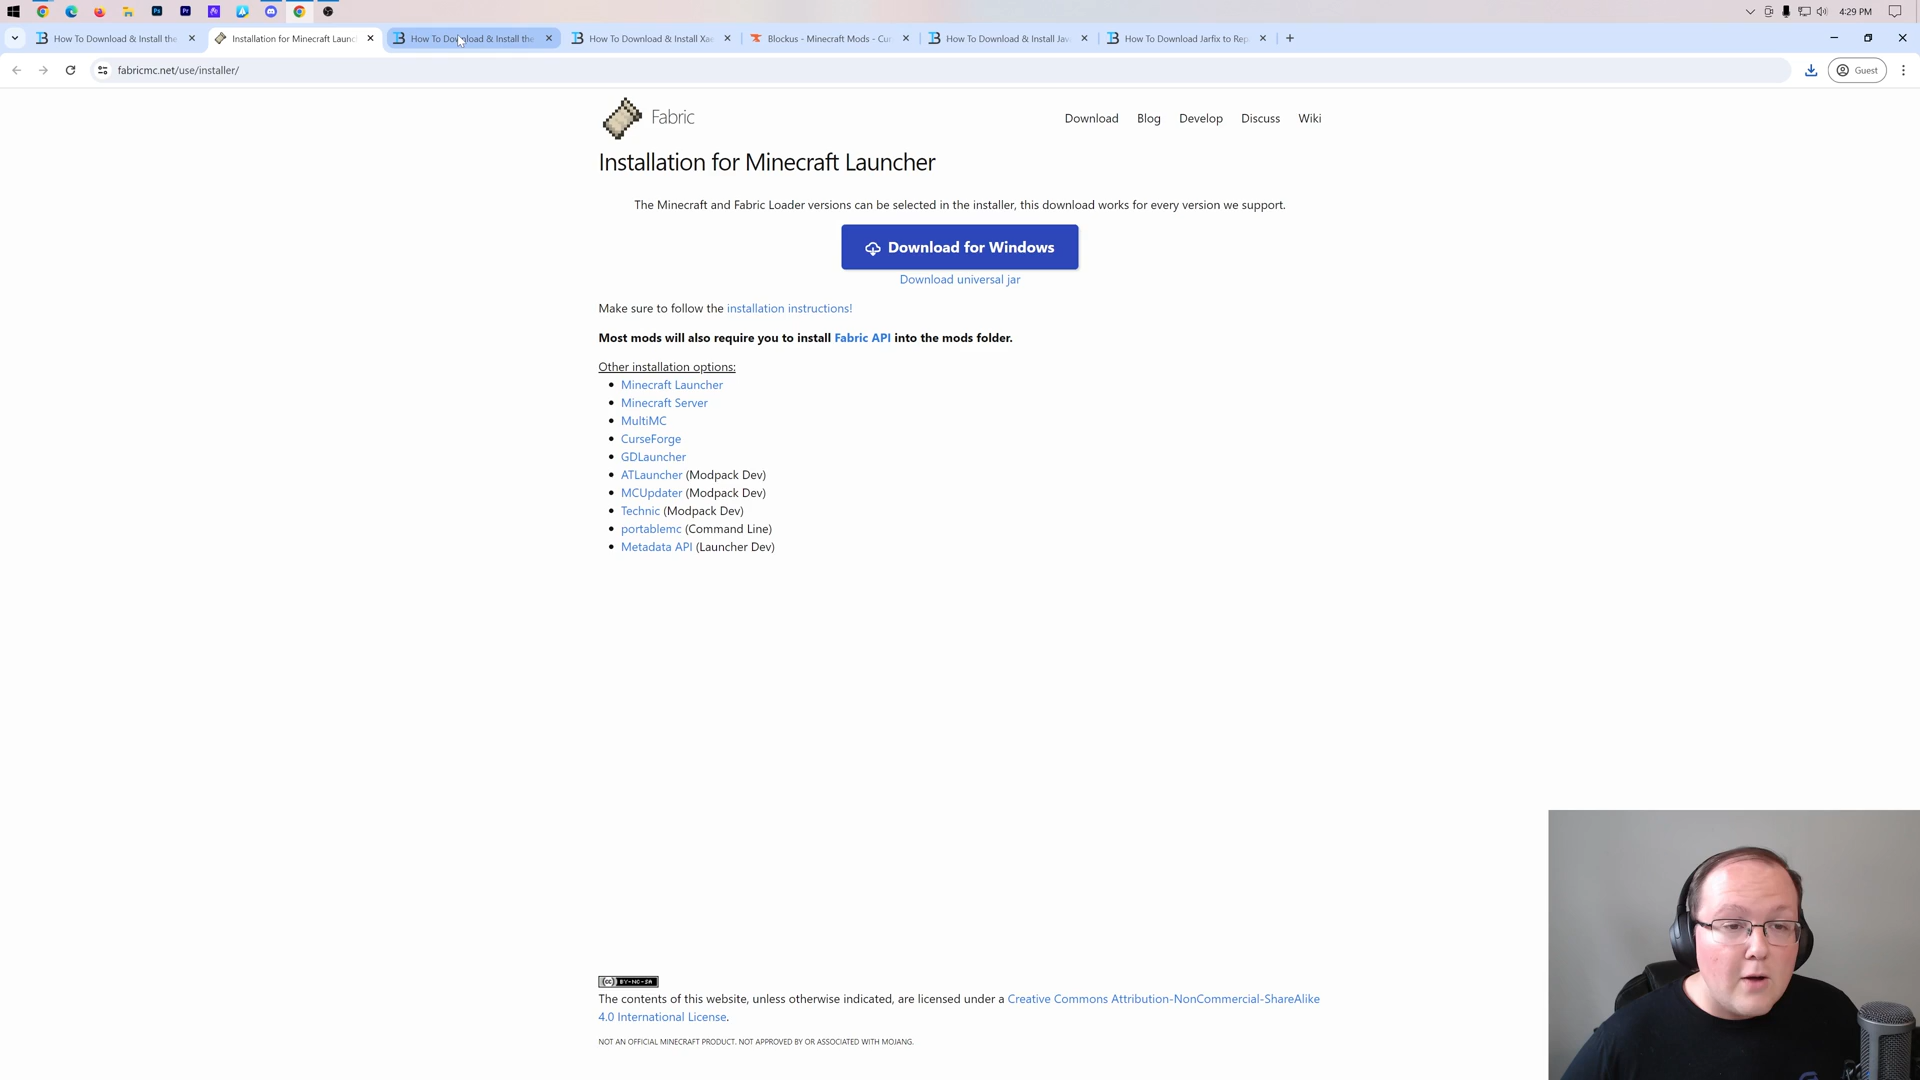 Ps
Pr
4:29 PM
How To Download & Install the
Installation for Minecraft Launc
How To Download & Install the
How To Download & Install Xae
Blockus - Minecraft Mods - Cur
How To Download & Install Jav
How To Download Jarfix to Rep
fabricmc.net/use/installer/
Guest
Fabric
Download
Blog
Develop
Discuss
Wiki
Installation for Minecraft Launcher
The Minecraft and Fabric Loader versions can be selected in the installer, this download works for every version we support.
Download for Windows
Download universal jar
Make sure to follow the installation instructions!
Most mods will also require you to install Fabric API into the mods folder.
Other installation options:
Minecraft Launcher
Minecraft Server
MultiMC
CurseForge
GDLauncher
ATLauncher (Modpack Dev)
MCUpdater (Modpack Dev)
Technic (Modpack Dev)
portablemc (Command Line)
Metadata API (Launcher Dev)
(cc) BY-NC-SA
The contents of this website, unless otherwise indicated, are licensed under a Creative Commons Attribution-NonCommercial-ShareAlike
4.0 International License.
NOT AN OFFICIAL MINECRAFT PRODUCT. NOT APPROVED BY OR ASSOCIATED WITH MOJANG.